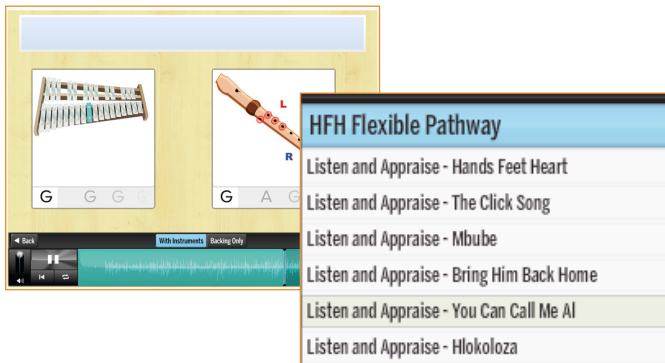 L
R
G G G G
G A G
Back
With Instruments Backing Only
HFH Flexible Pathway
Listen and Appraise - Hands Feet Heart
Listen and Appraise - The Click Song
Listen and Appraise - Mbube
Listen and Appraise - Bring Him Back Home
Listen and Appraise - You Can Call Me Al
Listen and Appraise - Hlokoloza